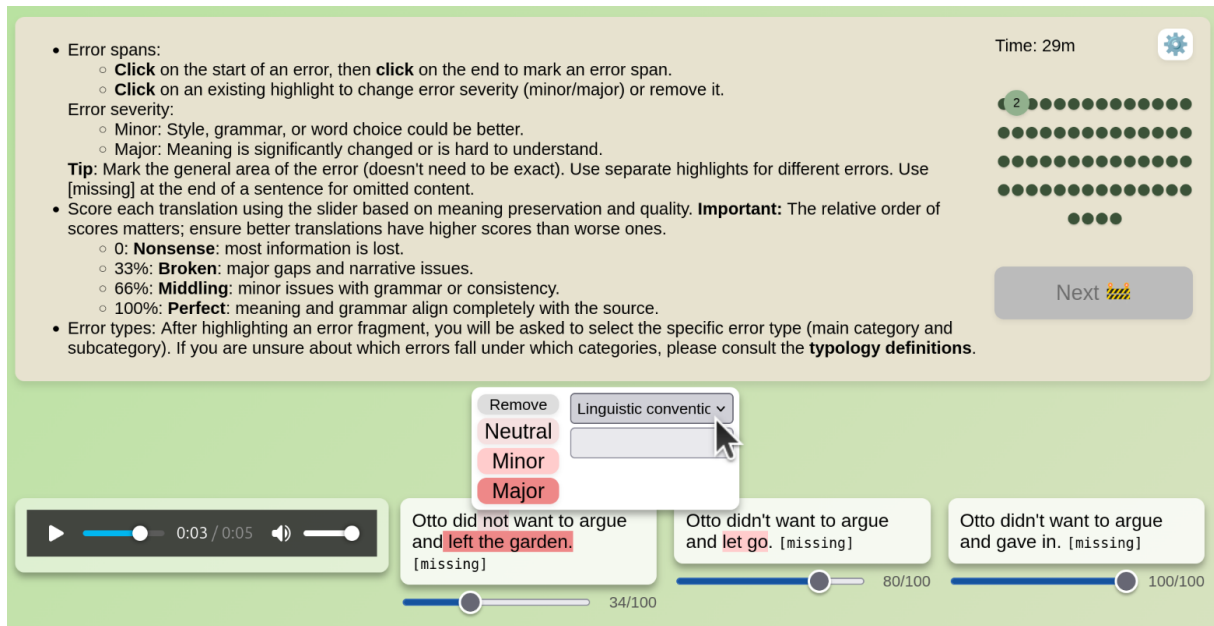 Error spans:
Click on the start of an error, then click on the end to mark an error span.
Click on an existing highlight to change error severity (minor/major) or remove it.
Error severity:
Minor: Style, grammar, or word choice could be better.
Major: Meaning is significantly changed or is hard to understand.
Tip: Mark the general area of the error (doesn't need to be exact). Use separate highlights for different errors. Use
[missing] at the end of a sentence for omitted content.
Score each translation using the slider based on meaning preservation and quality. Important: The relative order of
scores matters; ensure better translations have higher scores than worse ones.
0: Nonsense: most information is lost.
33%: Broken: major gaps and narrative issues.
66%: Middling: minor issues with grammar or consistency.
100%: Perfect: meaning and grammar align completely with the source.
Error types: After highlighting an error fragment, you will be asked to select the specific error type (main category and
subcategory). If you are unsure about which errors fall under which categories, please consult the typology definitions.
Time: 29m
2
Next
Remove
Neutral
Minor
Major
Linguistic conventic
0:03 / 0:05
Otto did not want to argue
and left the garden.
[missing]
34/100
Otto didn't want to argue
and let go. [missing]
80/100
Otto didn't want to argue
and gave in. [missing]
100/100